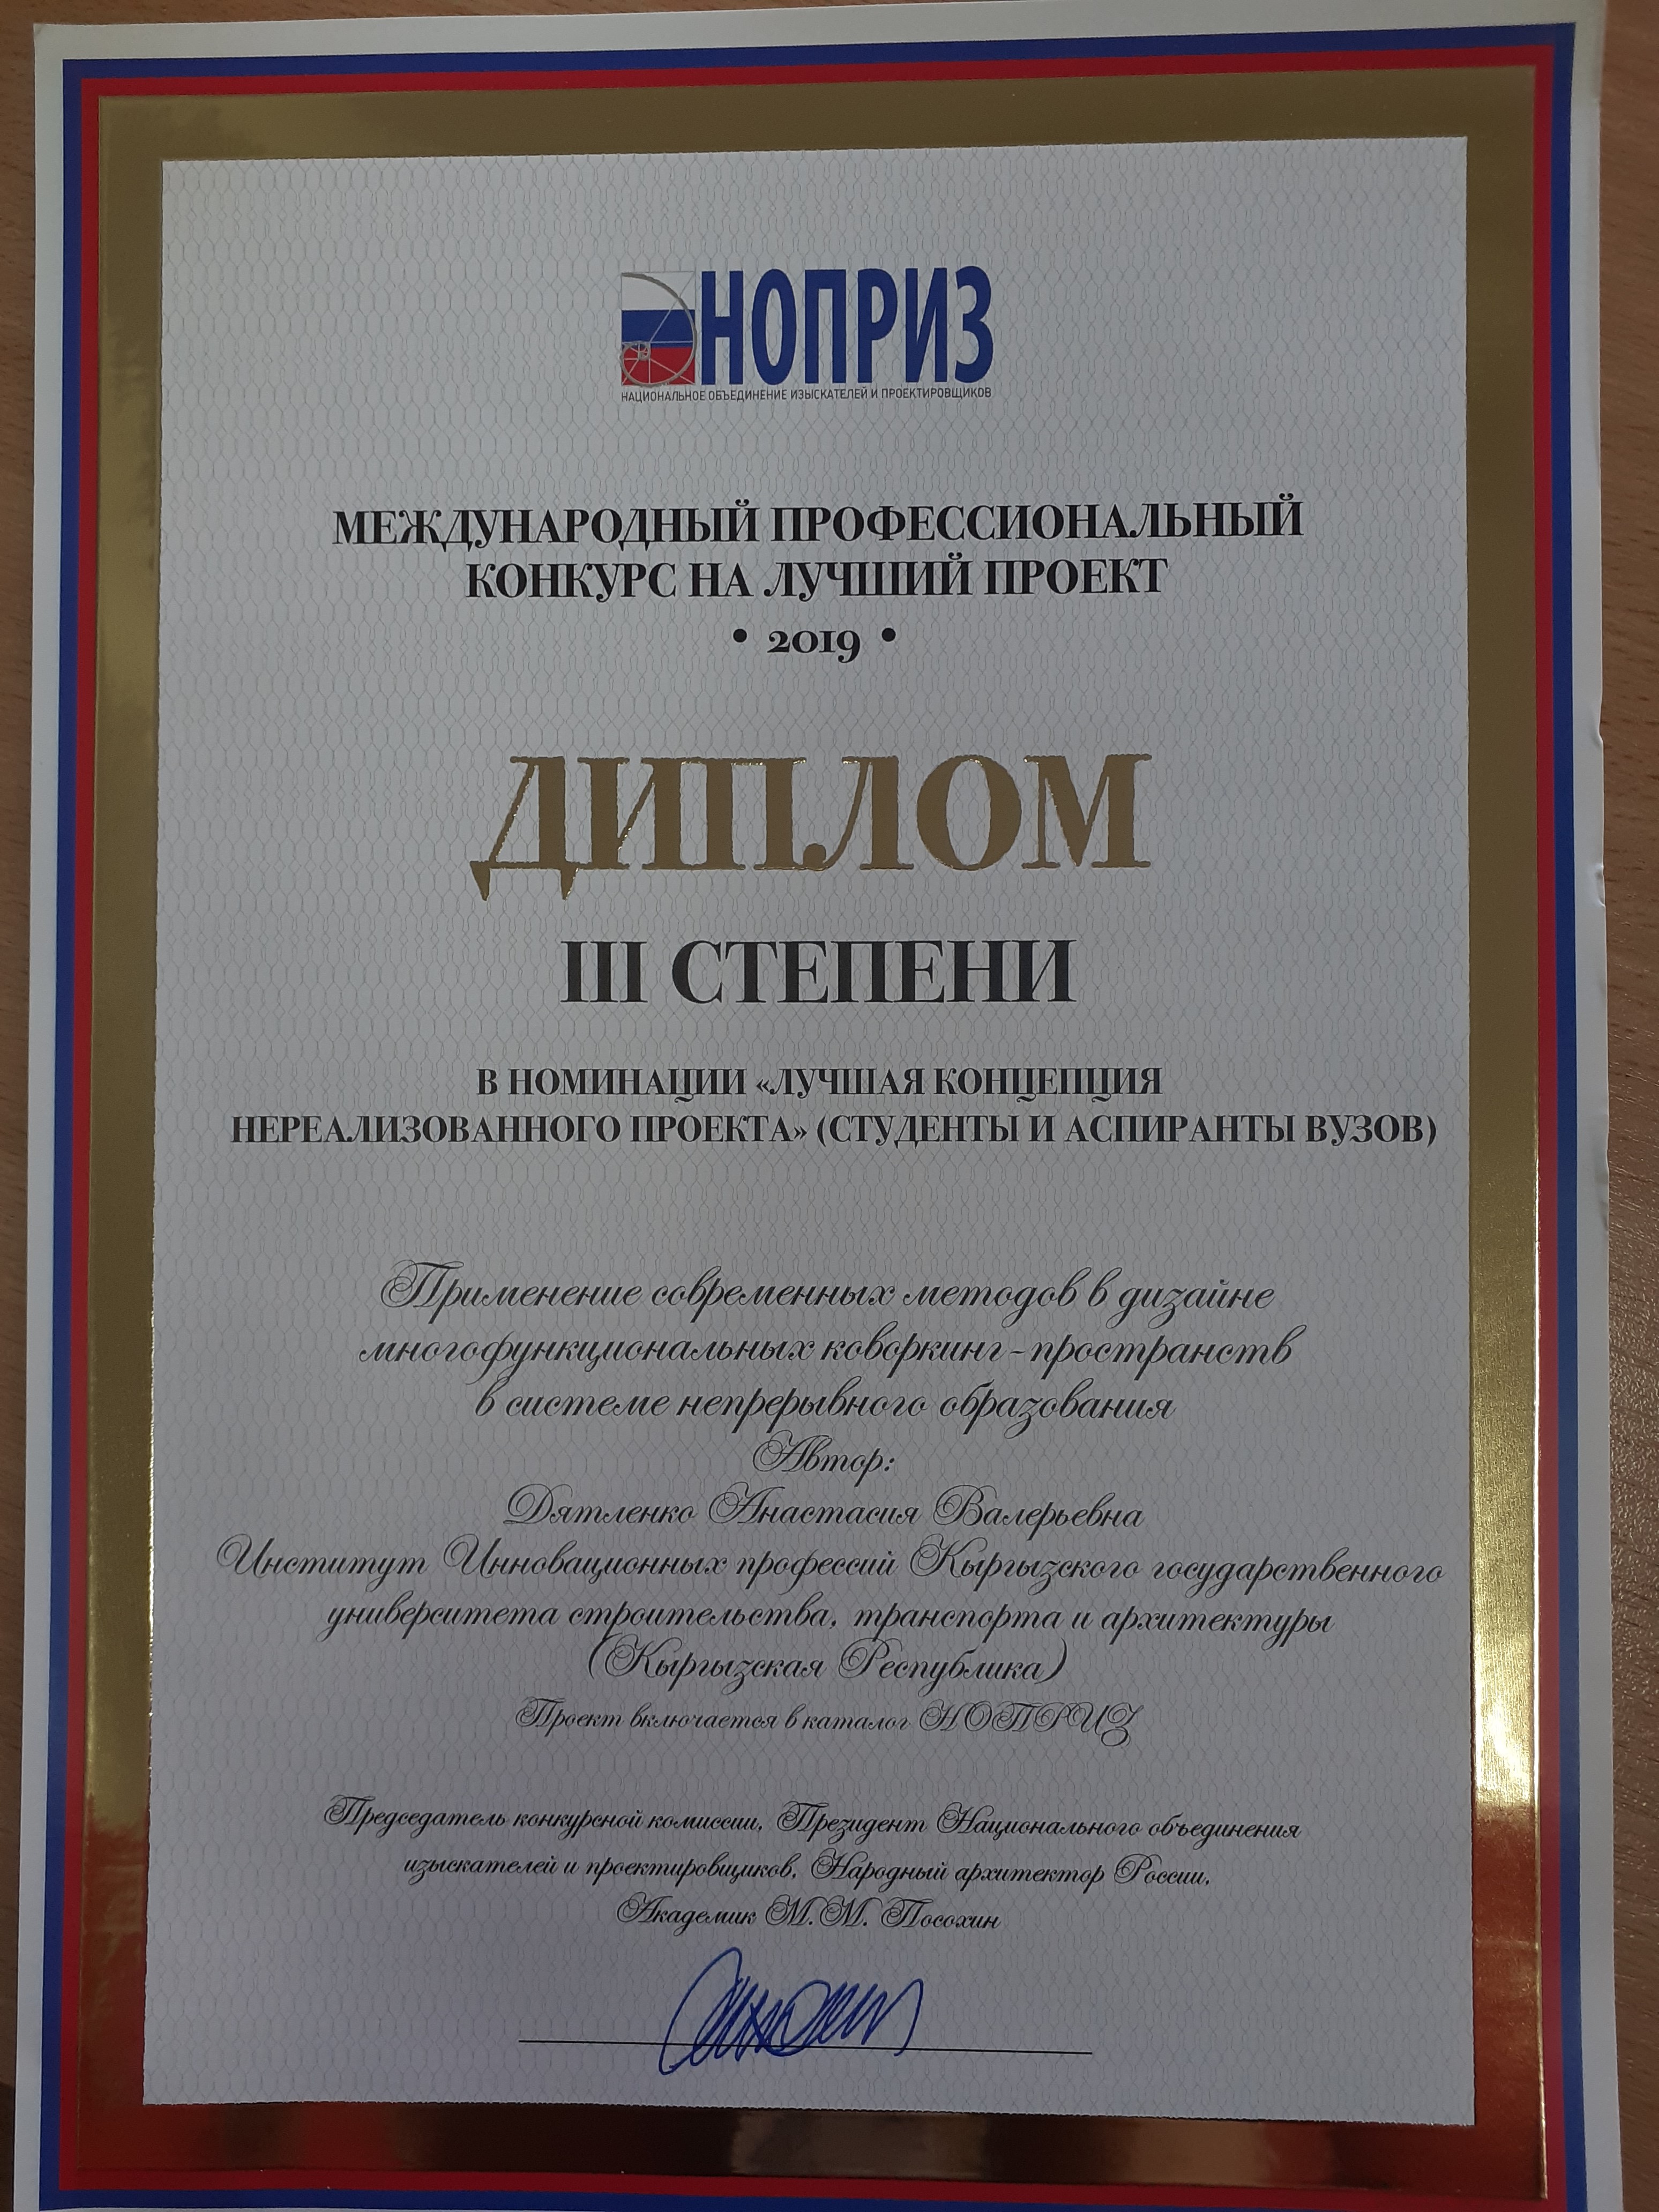 НОПРИЗ
НАЦИОНАЛЬНОЕ ОБЪЕДИНЕНИЕ ИЗЫСКАТЕЛЕЙ И ПРОЕКТИРОВЩИКОВ
МЕЖДУНАРОДНЫЙ ПРОФЕССИОНАЛЬНЫЙ
КОНКУРС НА ЛУЧШИЙ ПРОЕКТ
• 2019 •
ДИПЛОМ
III СТЕПЕНИ
В НОМИНАЦИИ «ЛУЧШАЯ КОНЦЕПЦИЯ
НЕРЕАЛИЗОВАННОГО ПРОЕКТА» (СТУДЕНТЫ И АСПИРАНТЫ ВУЗОВ)
Применение современных методов в дизайне
многофункциональных коворкинг-пространств
в системе непрерывного образования
Автор:
Дятленко Анастасия Валерьевна
Институт Инновационных профессий Кыргызского государственного
университета строительства, транспорта и архитектуры
(Кыргызская Республика)
Проект включается в каталог НОПРИЗ
Председатель конкурсной комиссии, Президент Национального объединения
изыскателей и проектировщиков, Народный архитектор России,
Академик М.М. Посохин